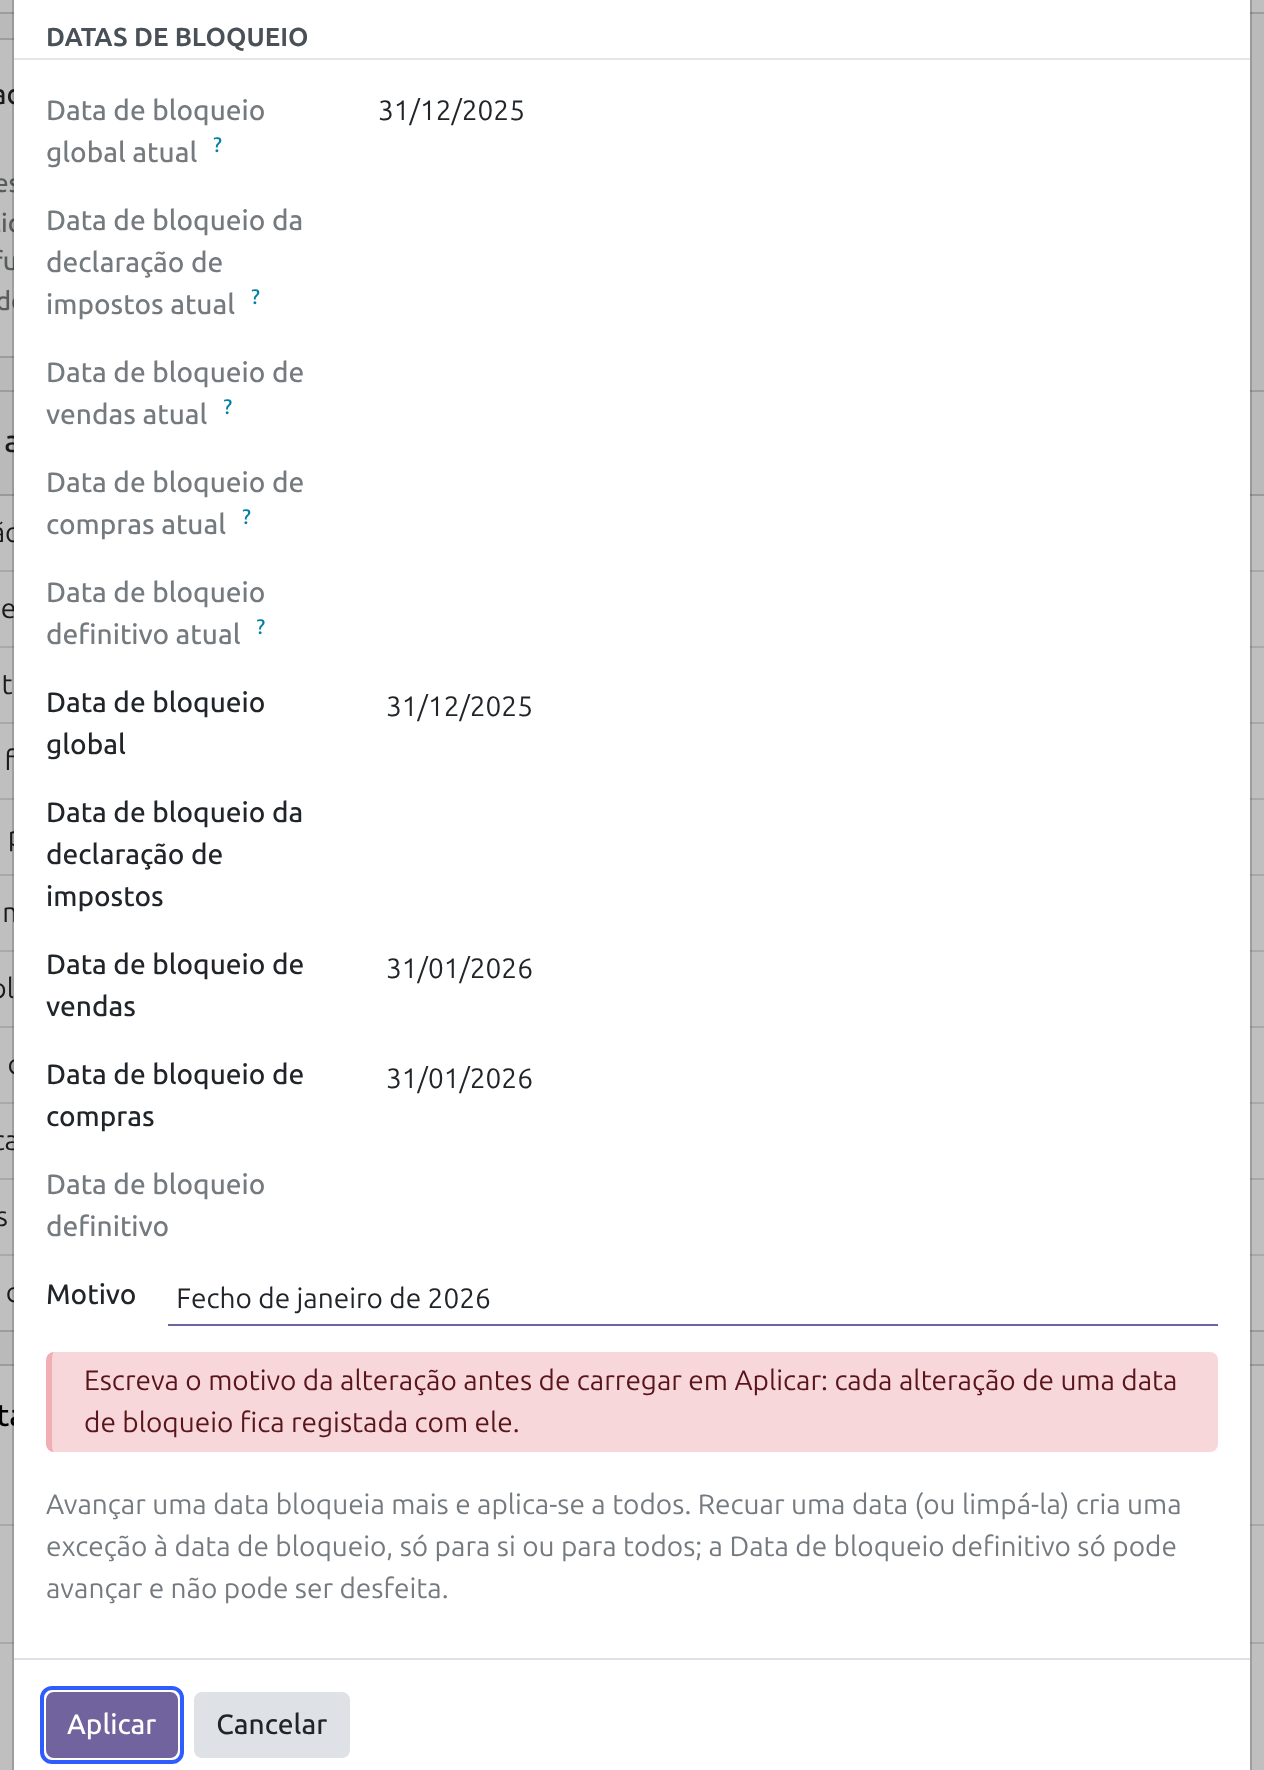 DATAS DE BLOQUEIO
Data de bloqueio
global atual ?
31/12/2025
Data de bloqueio da
declaração de
impostos atual ?
Data de bloqueio de
vendas atual ?
Data de bloqueio de
compras atual ?
Data de bloqueio
definitivo atual ?
Data de bloqueio
global
31/12/2025
Data de bloqueio da
declaração de
impostos
Data de bloqueio de
vendas
31/01/2026
Data de bloqueio de
compras
31/01/2026
Data de bloqueio
definitivo
Motivo
Fecho de janeiro de 2026
Escreva o motivo da alteração antes de carregar em Aplicar: cada alteração de uma data
de bloqueio fica registada com ele.
Avançar uma data bloqueia mais e aplica-se a todos. Recuar uma data (ou limpá-la) cria uma
exceção à data de bloqueio, só para si ou para todos; a Data de bloqueio definitivo só pode
avançar e não pode ser desfeita.
Aplicar
Cancelar